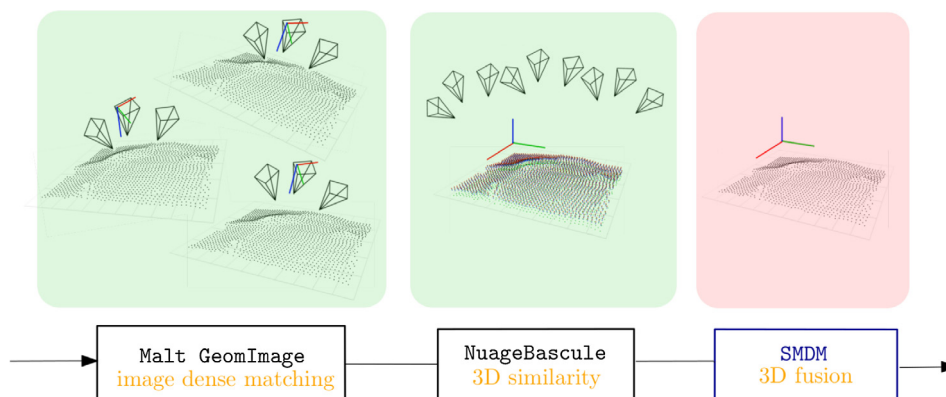 Malt GeomImage
image dense matching
NuageBascule
3D similarity
SMDM
3D fusion